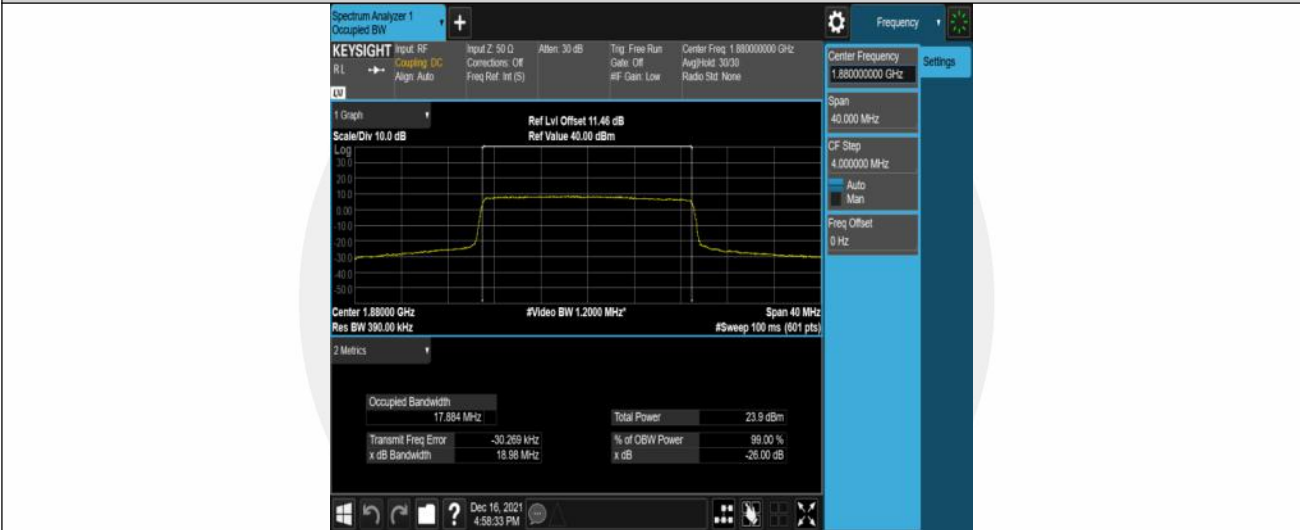 Spectrum Analyzer 1
Occupied BW
+
Frequency
KEYSIGHT
RL
Input: RF
Coupling: DC
Align: Auto
Input Z: 50 Ω
Corrections: Off
Freq Ref: Int (S)
Atten: 30 dB
Trig: Free Run
Gate: Off
#IF Gain: Low
Center Freq: 1.880000000 GHz
Avg|Hold: 30/30
Radio Std: None
1 Graph
Scale/Div 10.0 dB
Ref Lvl Offset 11.46 dB
Ref Value 40.00 dBm
Log
30.0
20.0
10.0
0.00
-10.0
-20.0
-30.0
-40.0
-50.0
Center 1.88000 GHz
Res BW 390.00 kHz
#Video BW 1.2000 MHz*
Span 40 MHz
#Sweep 100 ms (601 pts)
2 Metrics
Occupied Bandwidth
17.884 MHz
Transmit Freq Error -30.269 kHz
x dB Bandwidth 18.98 MHz
Total Power 23.9 dBm
% of OBW Power 99.00 %
x dB -26.00 dB
Center Frequency
1.880000000 GHz
Settings
Span
40.000 MHz
CF Step
4.000000 MHz
Auto
Man
Freq Offset
0 Hz
?
Dec 16, 2021
4:58:33 PM